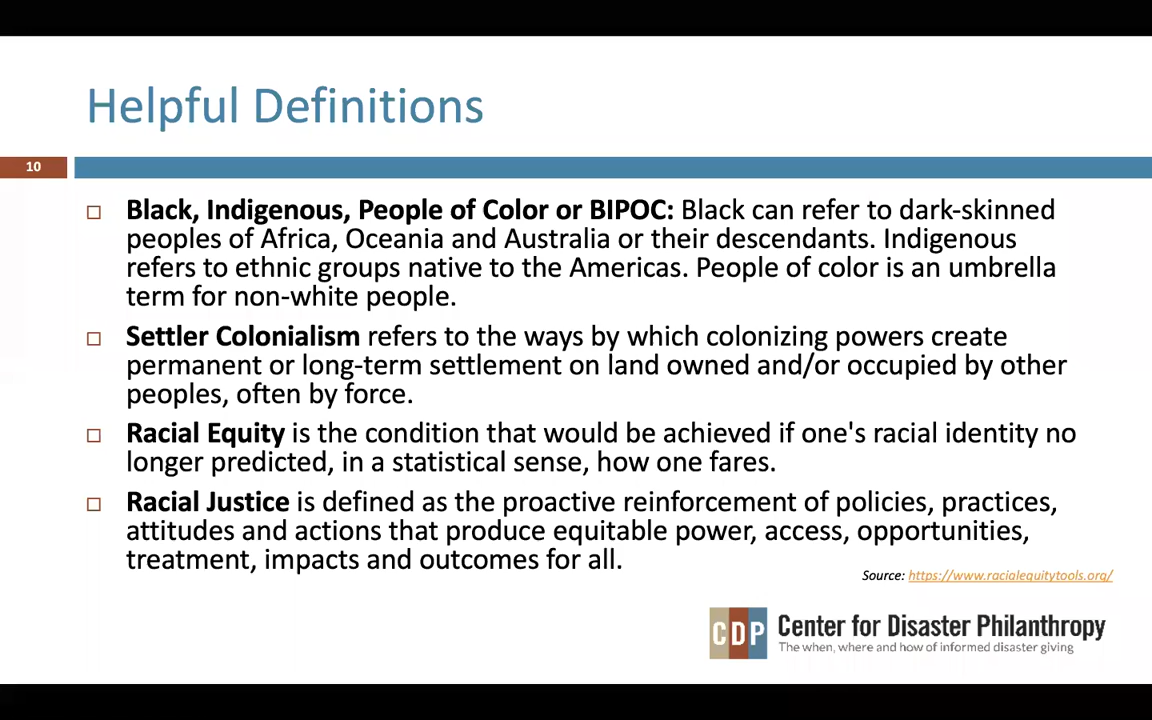 Helpful Definitions
10
Black, Indigenous, People of Color or BIPOC: Black can refer to dark-skinned
peoples of Africa, Oceania and Australia or their descendants. Indigenous
refers to ethnic groups native to the Americas. People of color is an umbrella
term for non-white people.
Settler Colonialism refers to the ways by which colonizing powers create
permanent or long-term settlement on land owned and/or occupied by other
peoples, often by force.
Racial Equity is the condition that would be achieved if one's racial identity no
longer predicted, in a statistical sense, how one fares.
Racial Justice is defined as the proactive reinforcement of policies, practices,
attitudes and actions that produce equitable power, access, opportunities,
treatment, impacts and outcomes for all.
Source: https://www.racialequitytools.org/
CDP Center for Disaster Philanthropy
The when, where and how of informed disaster giving